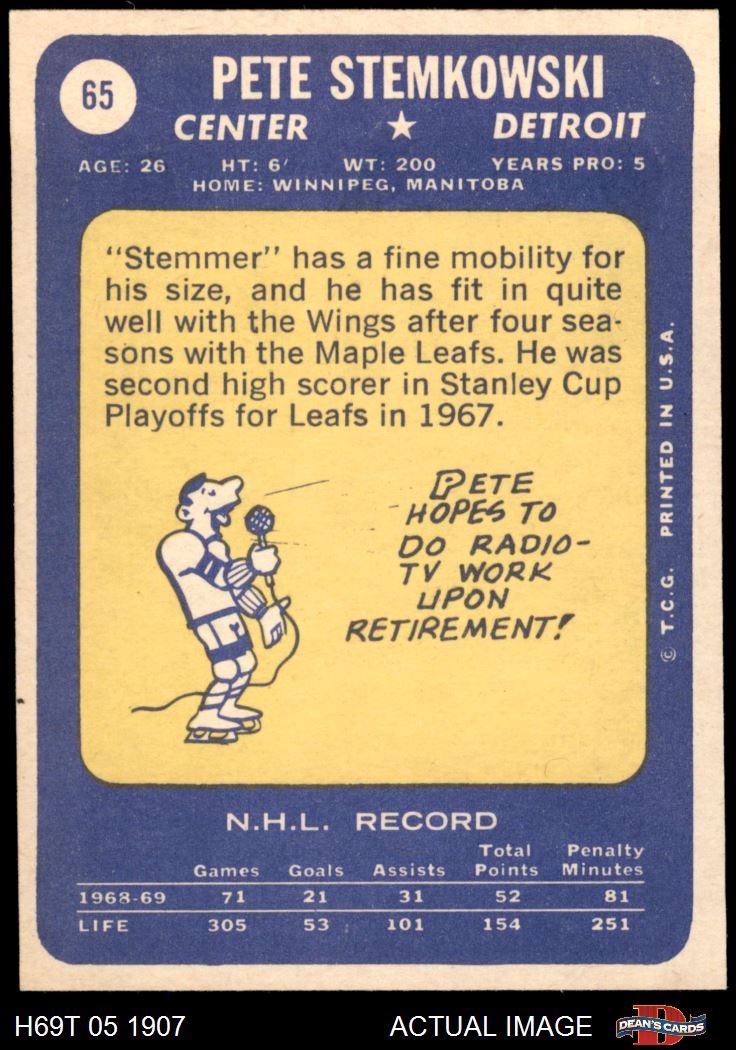 65
PETE STEMKOWSKI
CENTER ★ DETROIT
AGE: 26 HT: 6' WT: 200 YEARS PRO: 5
HOME: WINNIPEG, MANITOBA
"Stemmer" has a fine mobility for
his size, and he has fit in quite
well with the Wings after four sea-
sons with the Maple Leafs. He was
second high scorer in Stanley Cup
Playoffs for Leafs in 1967.
PETE
HOPES TO
DO RADIO-
TV WORK
UPON
RETIREMENT!
© T.C.G. PRINTED IN U.S.A.
N.H.L. RECORD
Games Goals Assists Total Points Penalty Minutes
1968-69 71 21 31 52 81
LIFE 305 53 101 154 251
H69T 05 1907 ACTUAL IMAGE D DEAN'S CARDS